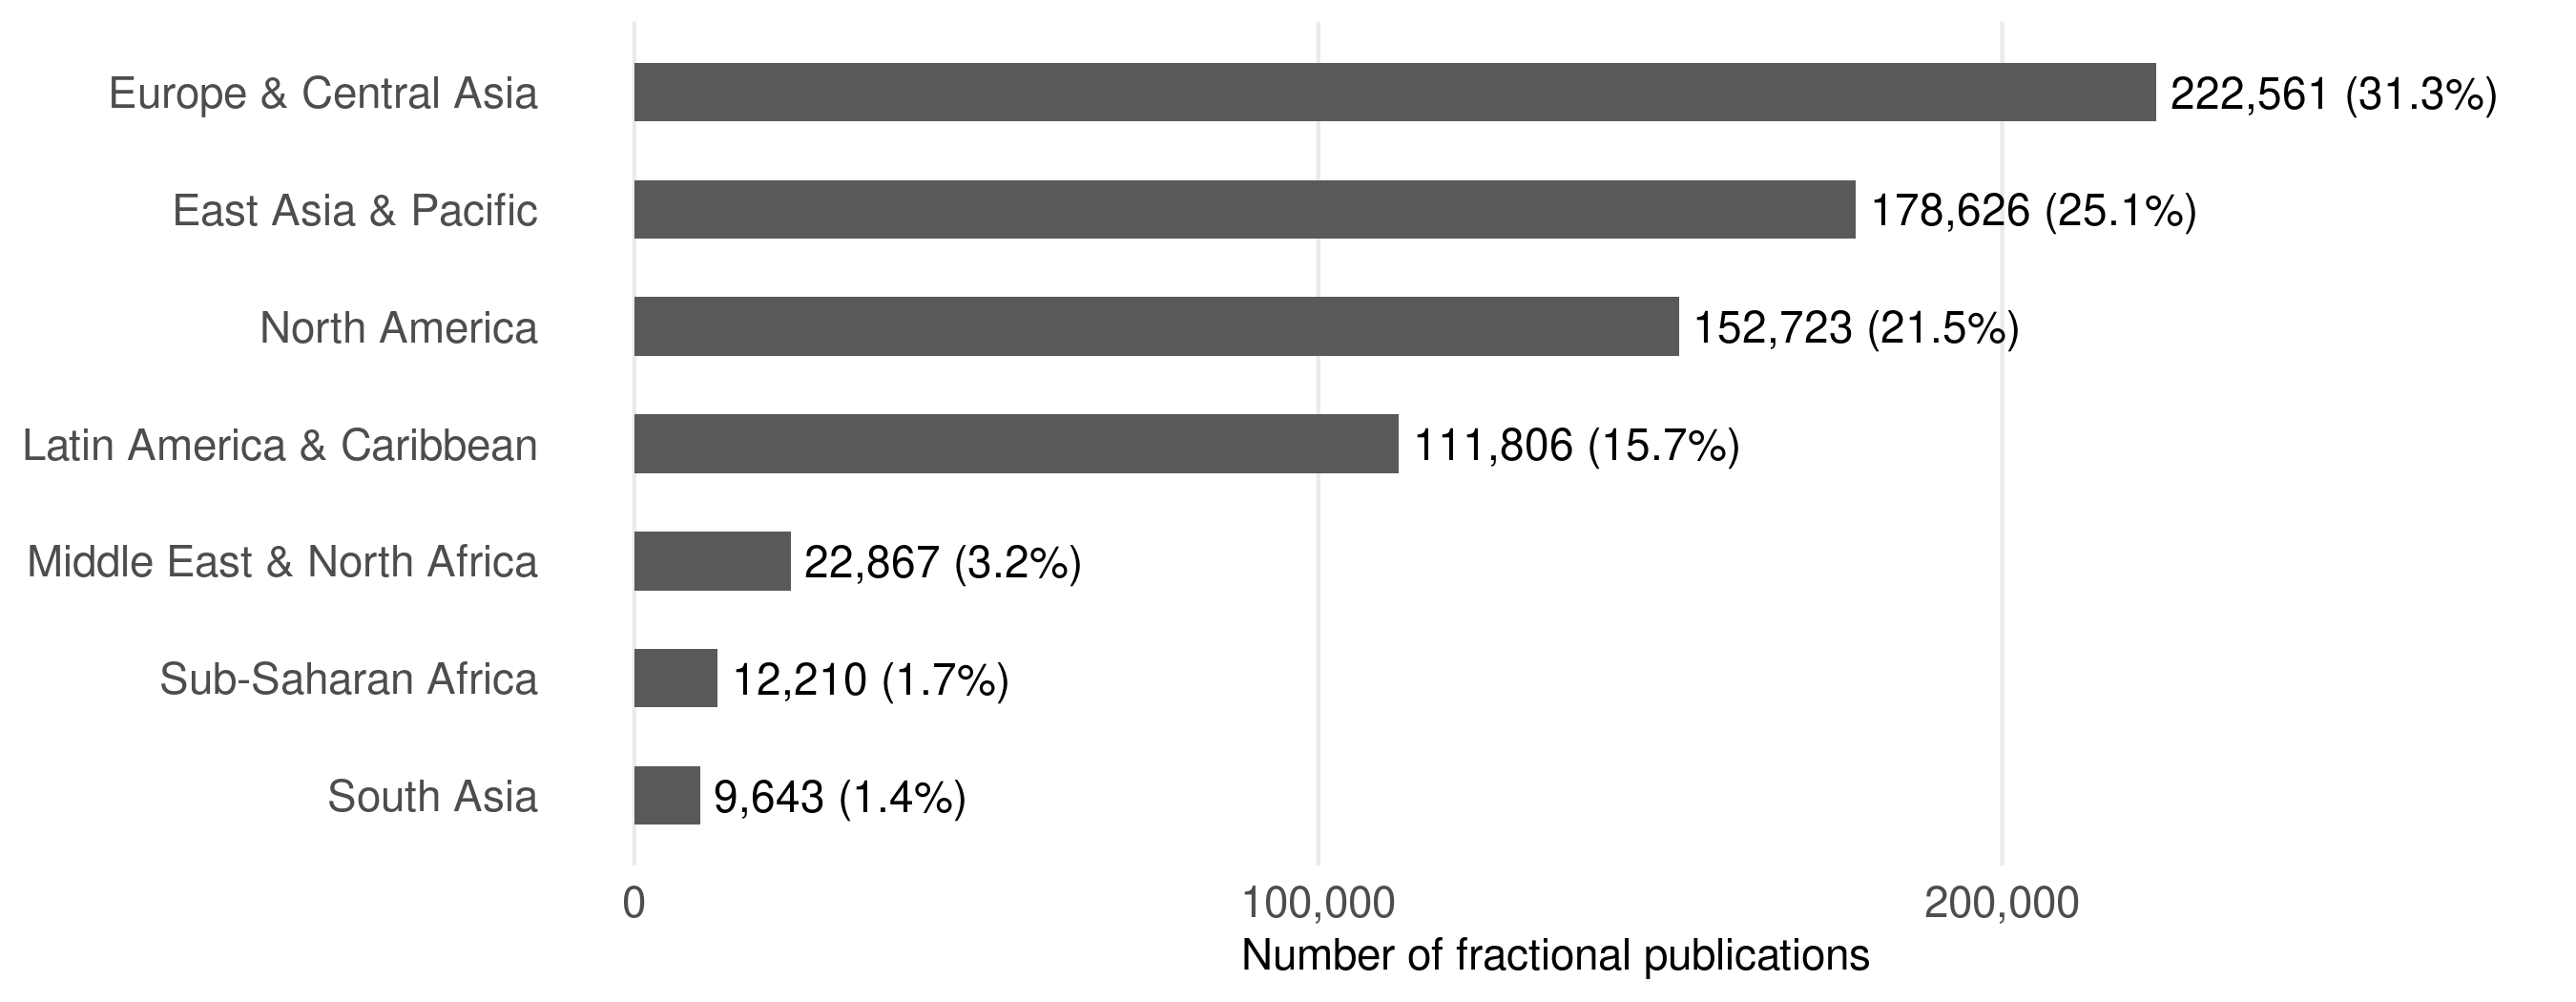 Europe & Central Asia 222,561 (31.3%)
East Asia & Pacific 178,626 (25.1%)
North America 152,723 (21.5%)
Latin America & Caribbean 111,806 (15.7%)
Middle East & North Africa 22,867 (3.2%)
Sub-Saharan Africa 12,210 (1.7%)
South Asia 9,643 (1.4%)
0 100,000 200,000
Number of fractional publications